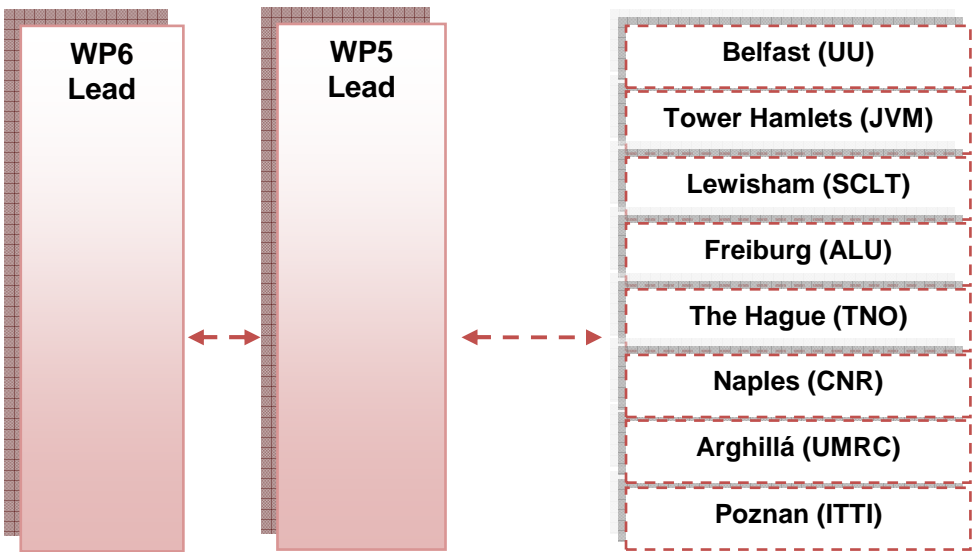 WP6
Lead
WP5
Lead
Belfast (UU)
Tower Hamlets (JVM)
Lewisham (SCLT)
Freiburg (ALU)
The Hague (TNO)
Naples (CNR)
Arghillá (UMRC)
Poznan (ITTI)